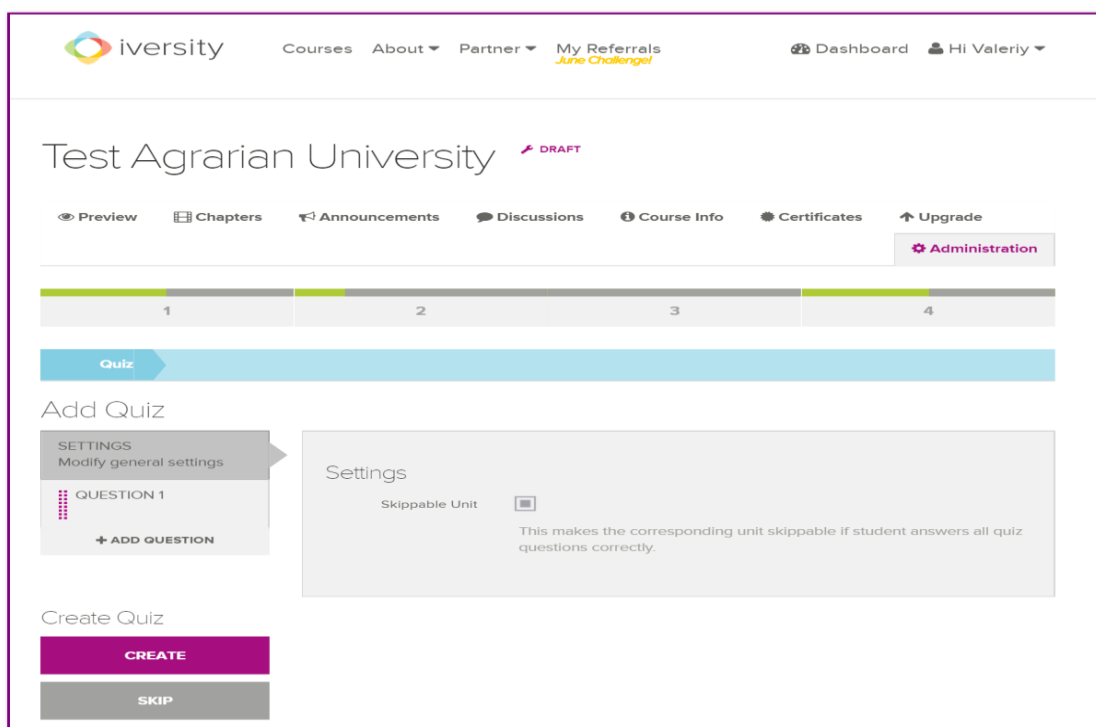 iversity Courses About Partner My Referrals Dashboard Hi Valeriy
June Challenge!
Test Agrarian University DRAFT
Preview Chapters Announcements Discussions Course Info Certificates Upgrade
Administration
1 2 3 4
Quiz
Add Quiz
SETTINGS
Modify general settings
QUESTION 1
+ ADD QUESTION
Settings
Skippable Unit
This makes the corresponding unit skippable if student answers all quiz
questions correctly.
Create Quiz
CREATE
SKIP